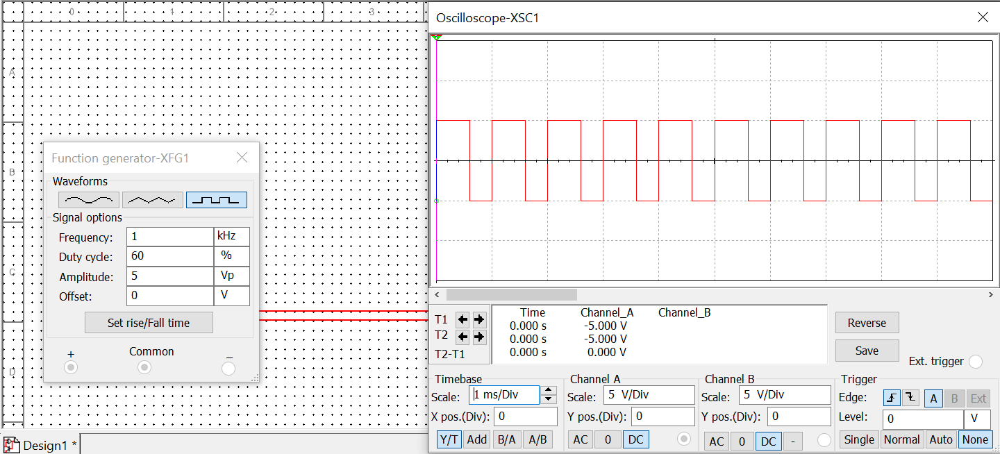 0 1 2 3
A
B
C
D
Function generator-XFG1
Waveforms
Signal options
Frequency: 1 kHz
Duty cycle: 60 %
Amplitude: 5 Vp
Offset: 0 V
Set rise/Fall time
+ Common –
Design1 *
Oscilloscope-XSC1
Time Channel_A Channel_B
T1 0.000 s -5.000 V
T2 0.000 s -5.000 V
T2-T1 0.000 s 0.000 V
Reverse
Save
Ext. trigger
Timebase
Scale: 1 ms/Div
X pos.(Div): 0
Y/T Add B/A A/B
Channel A
Scale: 5 V/Div
Y pos.(Div): 0
AC 0 DC
Channel B
Scale: 5 V/Div
Y pos.(Div): 0
AC 0 DC -
Trigger
Edge: A B Ext
Level: 0 V
Single Normal Auto None